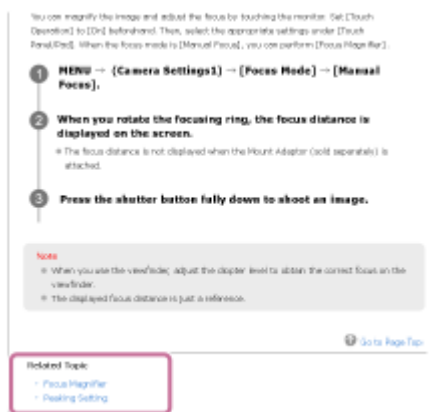 You can magnify the image and adjust the focus by touching the monitor. Set [Touch
Operation] to [On] beforehand. Then, select the appropriate settings under [Touch
Panel/Pad]. When the focus mode is [Manual Focus], you can perform [Focus Magnifier].
1 MENU → (Camera Settings1) → [Focus Mode] → [Manual
Focus].
2 When you rotate the focusing ring, the focus distance is
displayed on the screen.
The focus distance is not displayed when the Mount Adaptor (sold separately) is
attached.
3 Press the shutter button fully down to shoot an image.
Note
When you use the viewfinder, adjust the diopter level to obtain the correct focus on the
viewfinder.
The displayed focus distance is just a reference.
Go to Page Top
Related Topic
Focus Magnifier
Peaking Setting